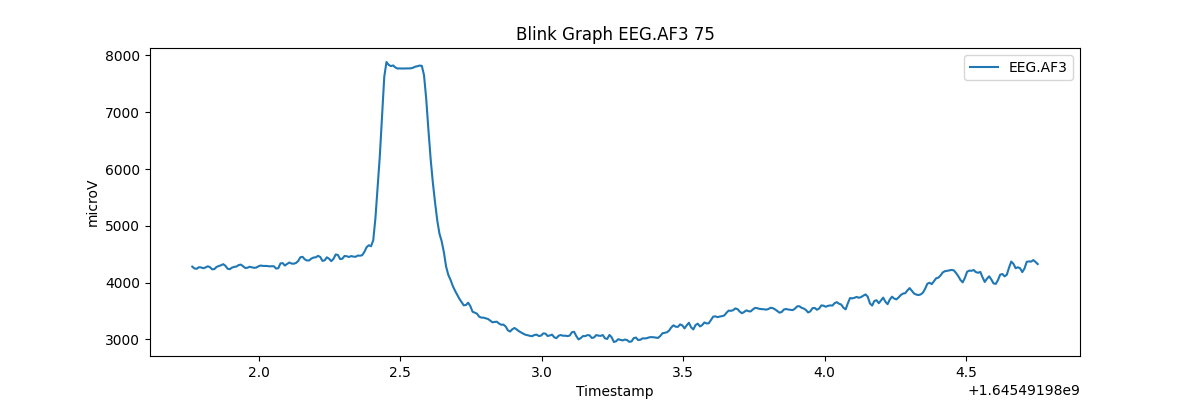 Blink Graph EEG.AF3 75
EEG.AF3
8000
7000
6000
5000
4000
3000
microV
2.0 2.5 3.0 3.5 4.0 4.5
Timestamp
+1.64549198e9